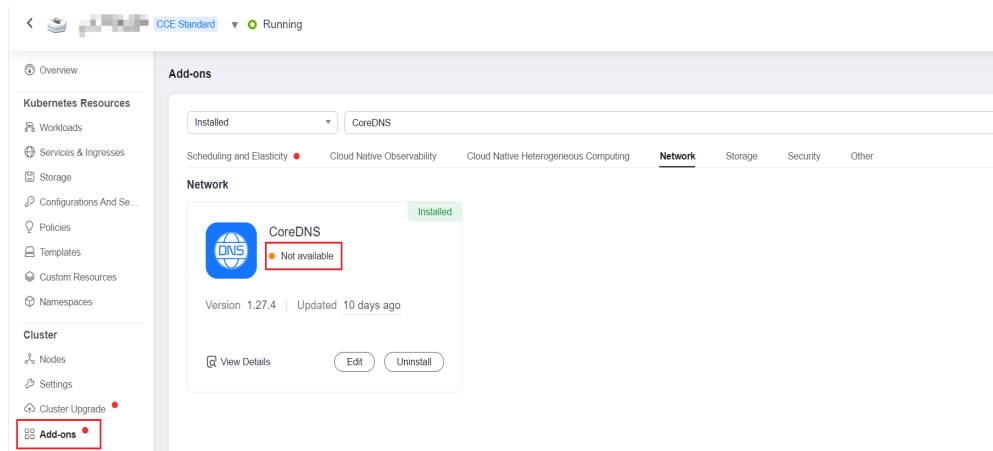 CCE Standard ▼ Running
Overview
Kubernetes Resources
Workloads
Services & Ingresses
Storage
Configurations And Se...
Policies
Templates
Custom Resources
Namespaces
Cluster
Nodes
Settings
Cluster Upgrade
Add-ons
Add-ons
Installed CoreDNS
Scheduling and Elasticity Cloud Native Observability Cloud Native Heterogeneous Computing Network Storage Security Other
Network
Installed
CoreDNS
DNS
Not available
Version 1.27.4 | Updated 10 days ago
View Details Edit Uninstall